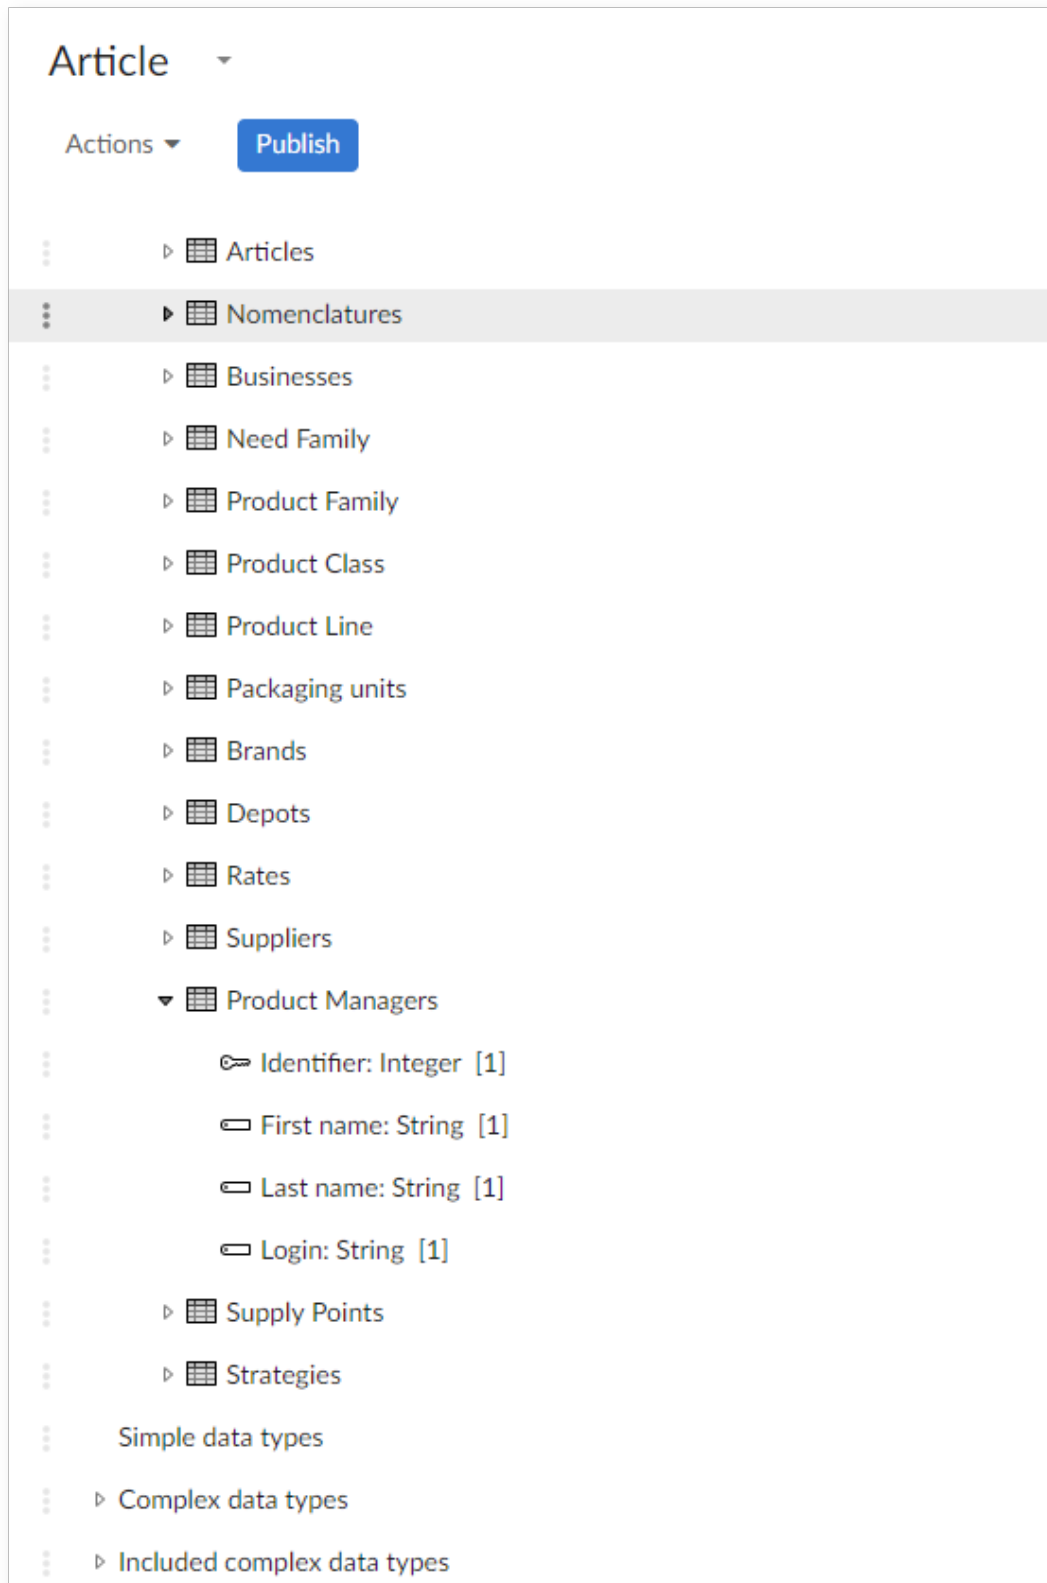 Article
Actions
Publish
Articles
Nomenclatures
Businesses
Need Family
Product Family
Product Class
Product Line
Packaging units
Brands
Depots
Rates
Suppliers
Product Managers
Identifier: Integer [1]
First name: String [1]
Last name: String [1]
Login: String [1]
Supply Points
Strategies
Simple data types
Complex data types
Included complex data types